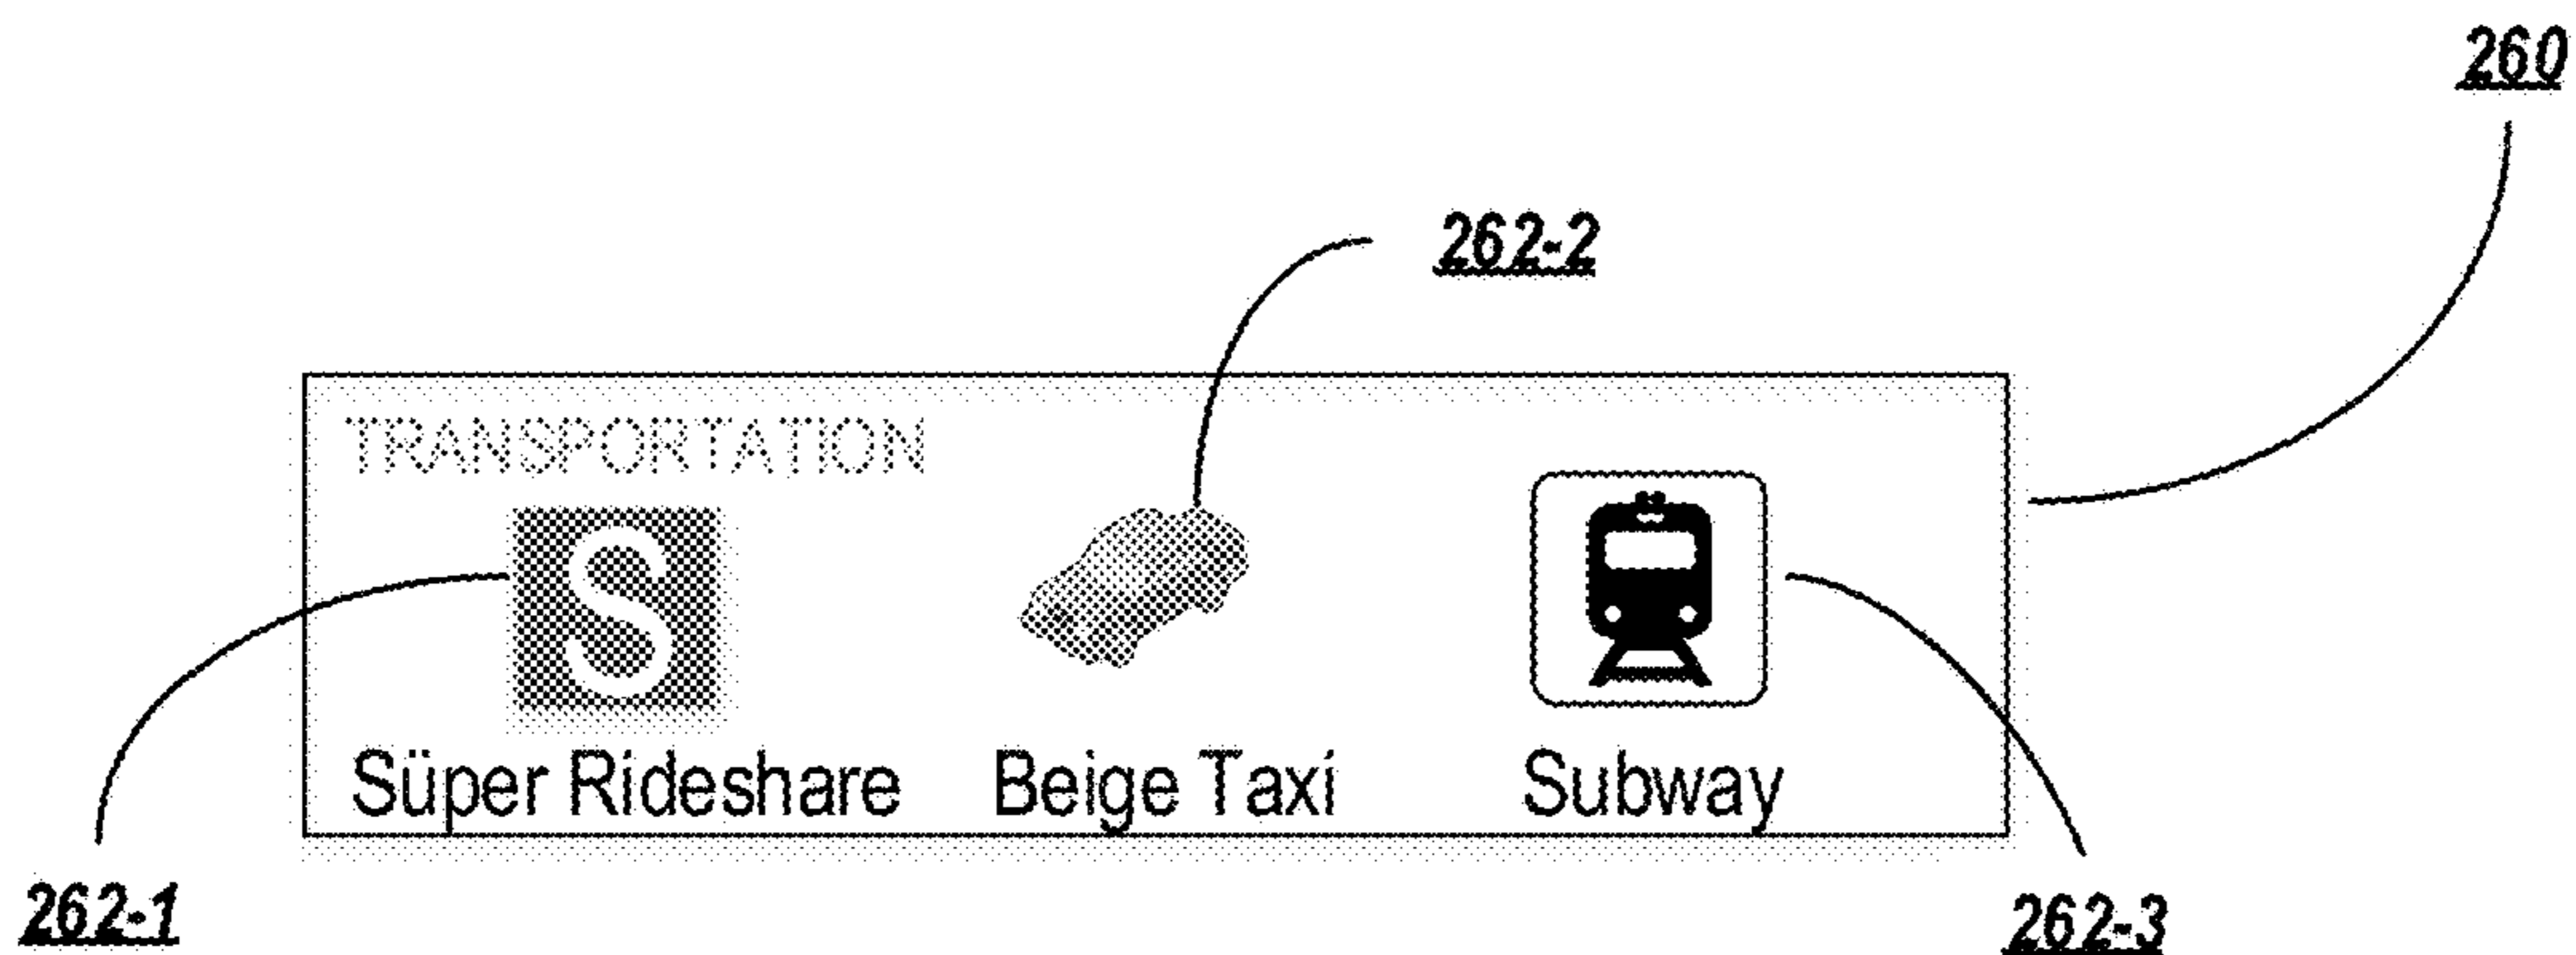 260
262-2
TRANSPORTATION
S
Süper Rideshare Beige Taxi Subway
262-1 262-3